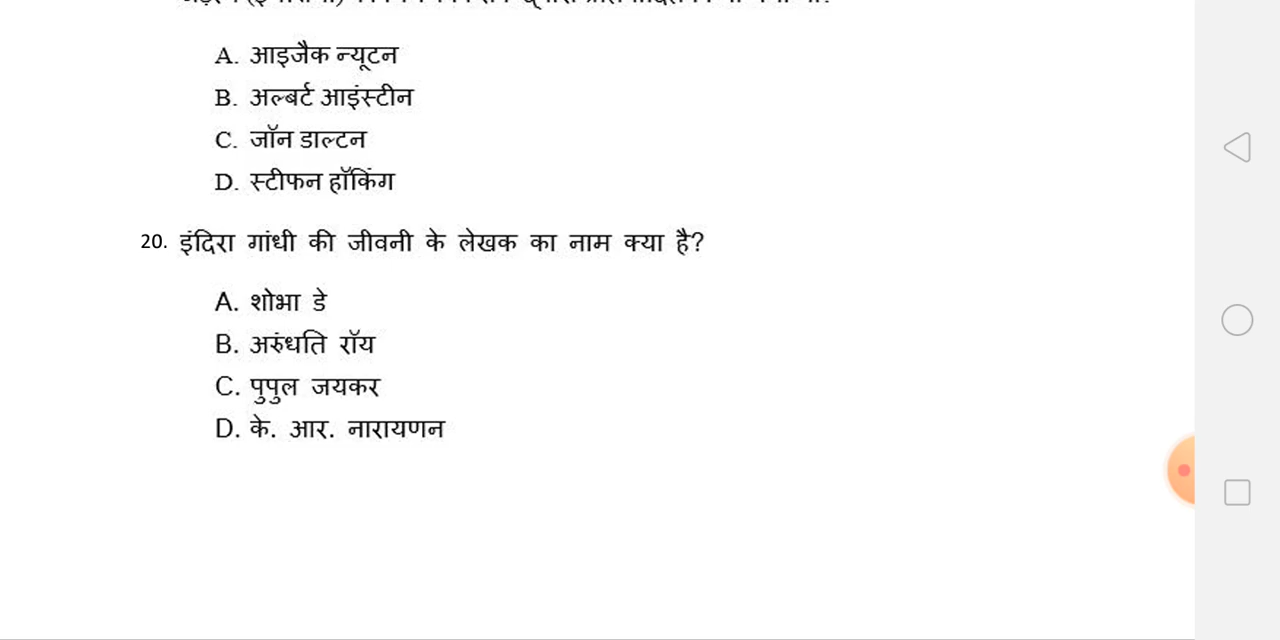 A. आइजैक न्यूटन
B. अल्बर्ट आइंस्टीन
C. जॉन डाल्टन
D. स्टीफन हॉकिंग
20. इंदिरा गांधी की जीवनी के लेखक का नाम क्या है?
A. शोभा डे
B. अरुंधति रॉय
C. पुपुल जयकर
D. के. आर. नारायणन